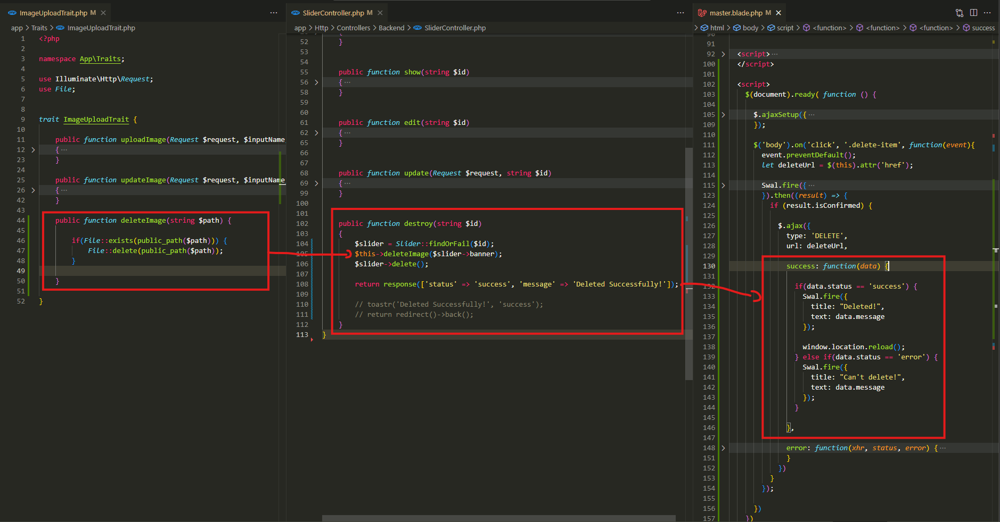 ImageUploadTrait.php M
app > Traits > ImageUploadTrait.php
1 <?php
2
3 namespace App\Traits;
4
5 use Illuminate\Http\Request;
6 use File;
7
8
9 trait ImageUploadTrait {
10
11 public function uploadImage(Request $request, $inputName
12 { ...
23 }
24
25 public function updateImage(Request $request, $inputName
26 { ...
42 }
43
44 public function deleteImage(string $path) {
45
46 if(File::exists(public_path($path))) {
47 File::delete(public_path($path));
48 }
49
50 }
51
52 }
SliderController.php M
app > Http > Controllers > Backend > SliderController.php
52 }
53
54
55 public function show(string $id)
56 { ...
58 }
59
60
61 public function edit(string $id)
62 { ...
65 }
66
67
68 public function update(Request $request, string $id)
69 { ...
99 }
100
101
102 public function destroy(string $id)
103 {
104 $slider = Slider::findOrFail($id);
105 $this->deleteImage($slider->banner);
106 $slider->delete();
107
108 return response(['status' => 'success', 'message' => 'Deleted Successfully!']);
109
110 // toastr('Deleted Successfully!', 'success');
111 // return redirect()->back();
112 }
113 }
master.blade.php M
> html > body > script > <function> > <function> > <function> > success
90
91
92 <script> ...
100 </script>
101
102 <script>
103 $(document).ready( function () {
104
105 $.ajaxSetup({ ...
109 });
110
111 $('body').on('click', '.delete-item', function(event){
112 event.preventDefault();
113 let deleteUrl = $(this).attr('href');
114
115 Swal.fire({ ...
123 }).then((result) => {
124 if (result.isConfirmed) {
125
126 $.ajax({
127 type: 'DELETE',
128 url: deleteUrl,
129
130 success: function(data) {
131
132 if(data.status == 'success') {
133 Swal.fire({
134 title: "Deleted!",
135 text: data.message
136 });
137
138 window.location.reload();
139 } else if(data.status == 'error') {
140 Swal.fire({
141 title: "Can't delete!",
142 text: data.message
143 });
144 }
145
146 },
147
148 error: function(xhr, status, error) { ...
151 }
152 })
153 }
154 });
155
156 })
157 })